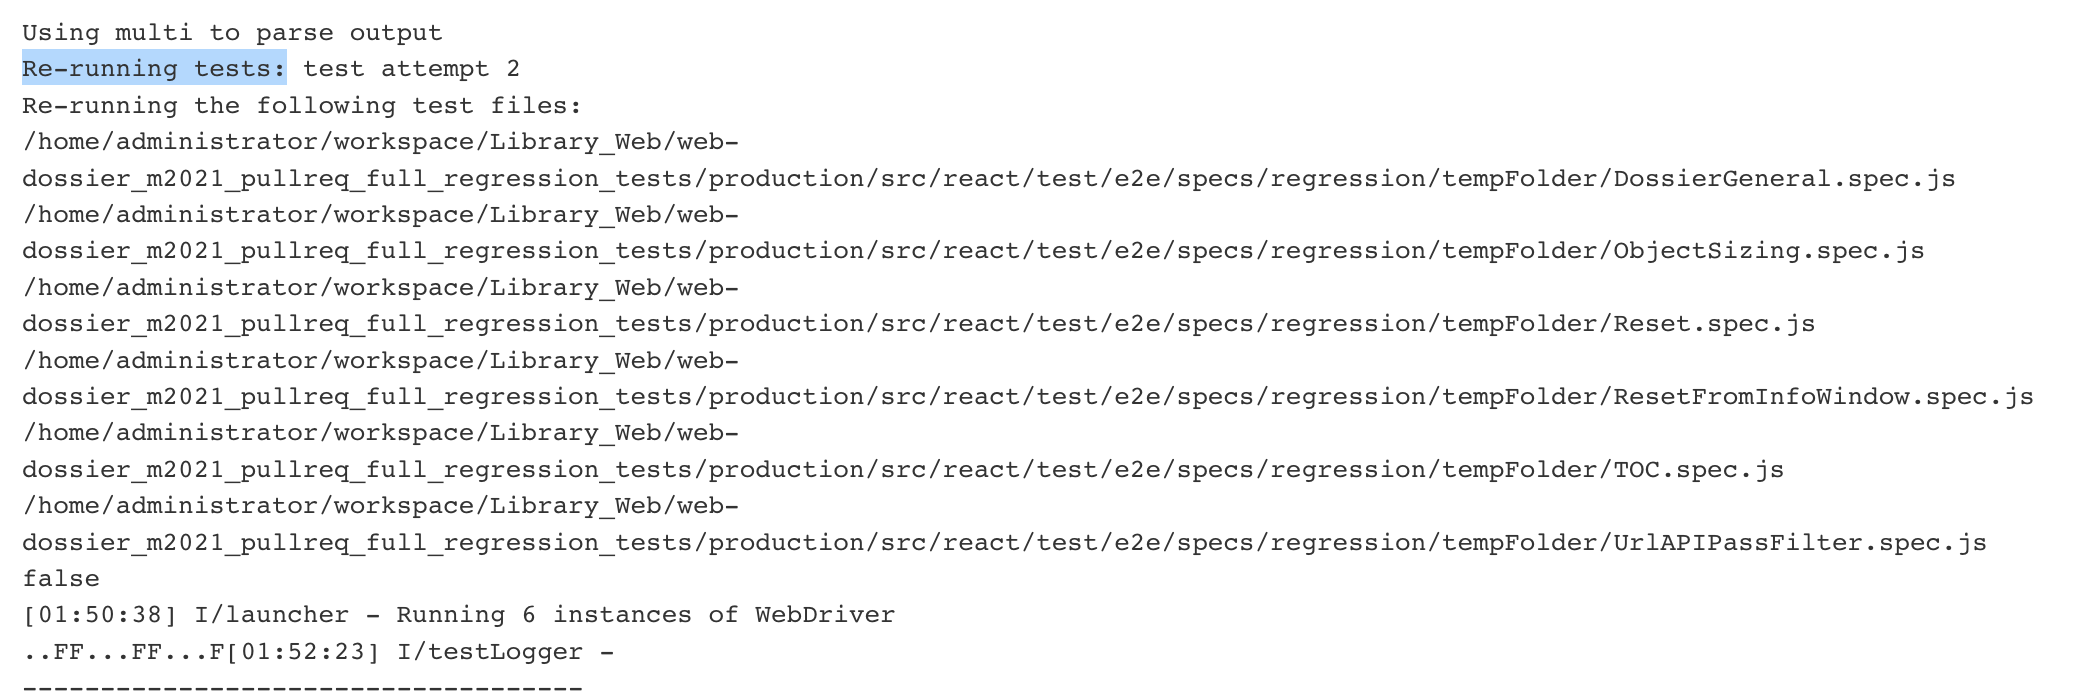 Using multi to parse output
Re-running tests: test attempt 2
Re-running the following test files:
/home/administrator/workspace/Library_Web/web-
dossier_m2021_pullreq_full_regression_tests/production/src/react/test/e2e/specs/regression/tempFolder/DossierGeneral.spec.js
/home/administrator/workspace/Library_Web/web-
dossier_m2021_pullreq_full_regression_tests/production/src/react/test/e2e/specs/regression/tempFolder/ObjectSizing.spec.js
/home/administrator/workspace/Library_Web/web-
dossier_m2021_pullreq_full_regression_tests/production/src/react/test/e2e/specs/regression/tempFolder/Reset.spec.js
/home/administrator/workspace/Library_Web/web-
dossier_m2021_pullreq_full_regression_tests/production/src/react/test/e2e/specs/regression/tempFolder/ResetFromInfoWindow.spec.js
/home/administrator/workspace/Library_Web/web-
dossier_m2021_pullreq_full_regression_tests/production/src/react/test/e2e/specs/regression/tempFolder/TOC.spec.js
/home/administrator/workspace/Library_Web/web-
dossier_m2021_pullreq_full_regression_tests/production/src/react/test/e2e/specs/regression/tempFolder/UrlAPIPassFilter.spec.js
false
[01:50:38] I/launcher - Running 6 instances of WebDriver
..FF...FF...F[01:52:23] I/testLogger -
------------------------------------